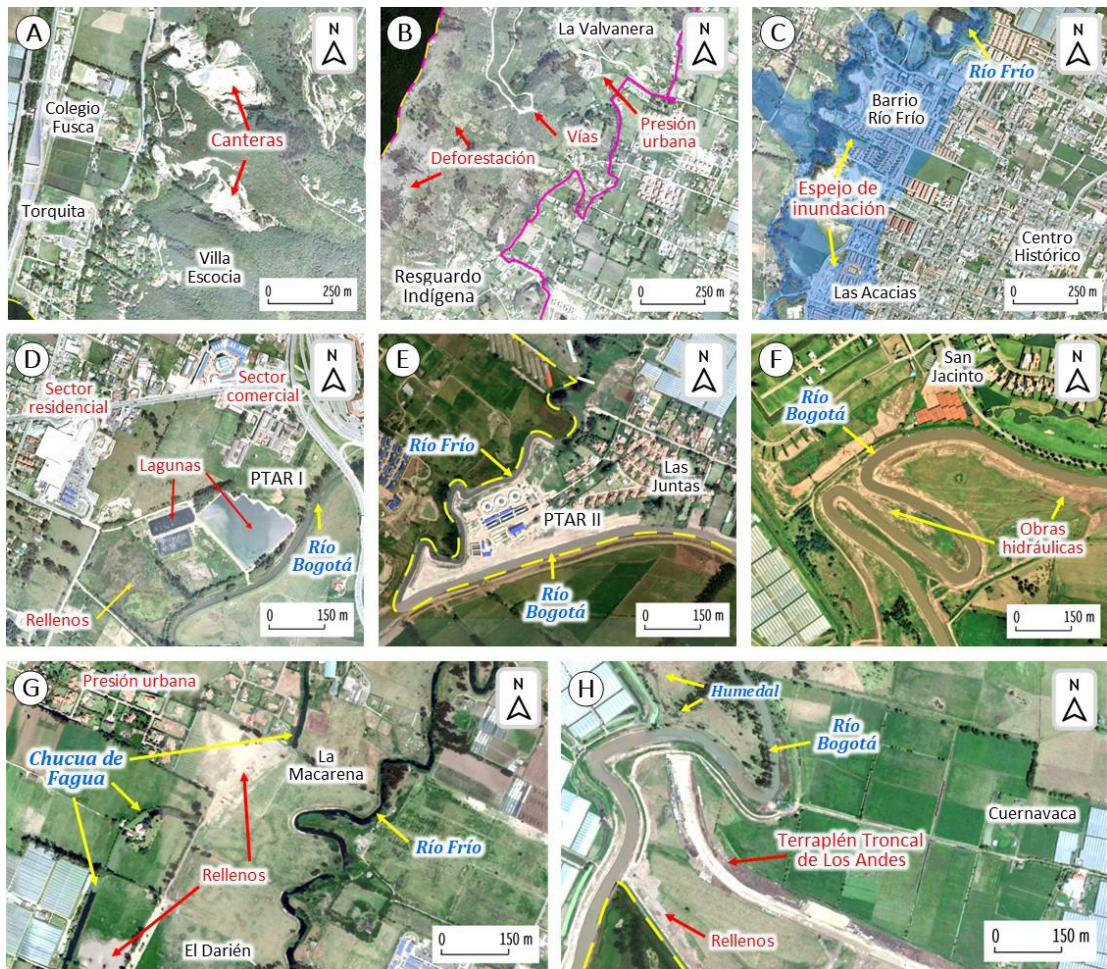 A
N
Colegio
Fusca
Canteras
Torquita
Villa
Escocia
0 250 m
B
La Valvanera
N
Vías
Presión
urbana
Deforestación
Resguardo
Indígena
0 250 m
C
N
Río Frío
Barrio
Río Frío
Espejo de
inundación
Centro
Histórico
Las Acacias
0 250 m
D
N
Sector
residencial
Sector
comercial
Lagunas
PTAR I
Río
Bogotá
Rellenos
0 150 m
E
N
Río Frío
Las
Juntas
PTAR II
Río
Bogotá
0 150 m
F
N
San
Jacinto
Río
Bogotá
Obras
hidráulicas
0 150 m
G
Presión urbana
N
Chucua de
Fagua
La
Macarena
Río Frío
Rellenos
El Darién
0 150 m
H
N
Humedal
Río
Bogotá
Cuernavaca
Terraplén Troncal
de Los Andes
Rellenos
0 150 m